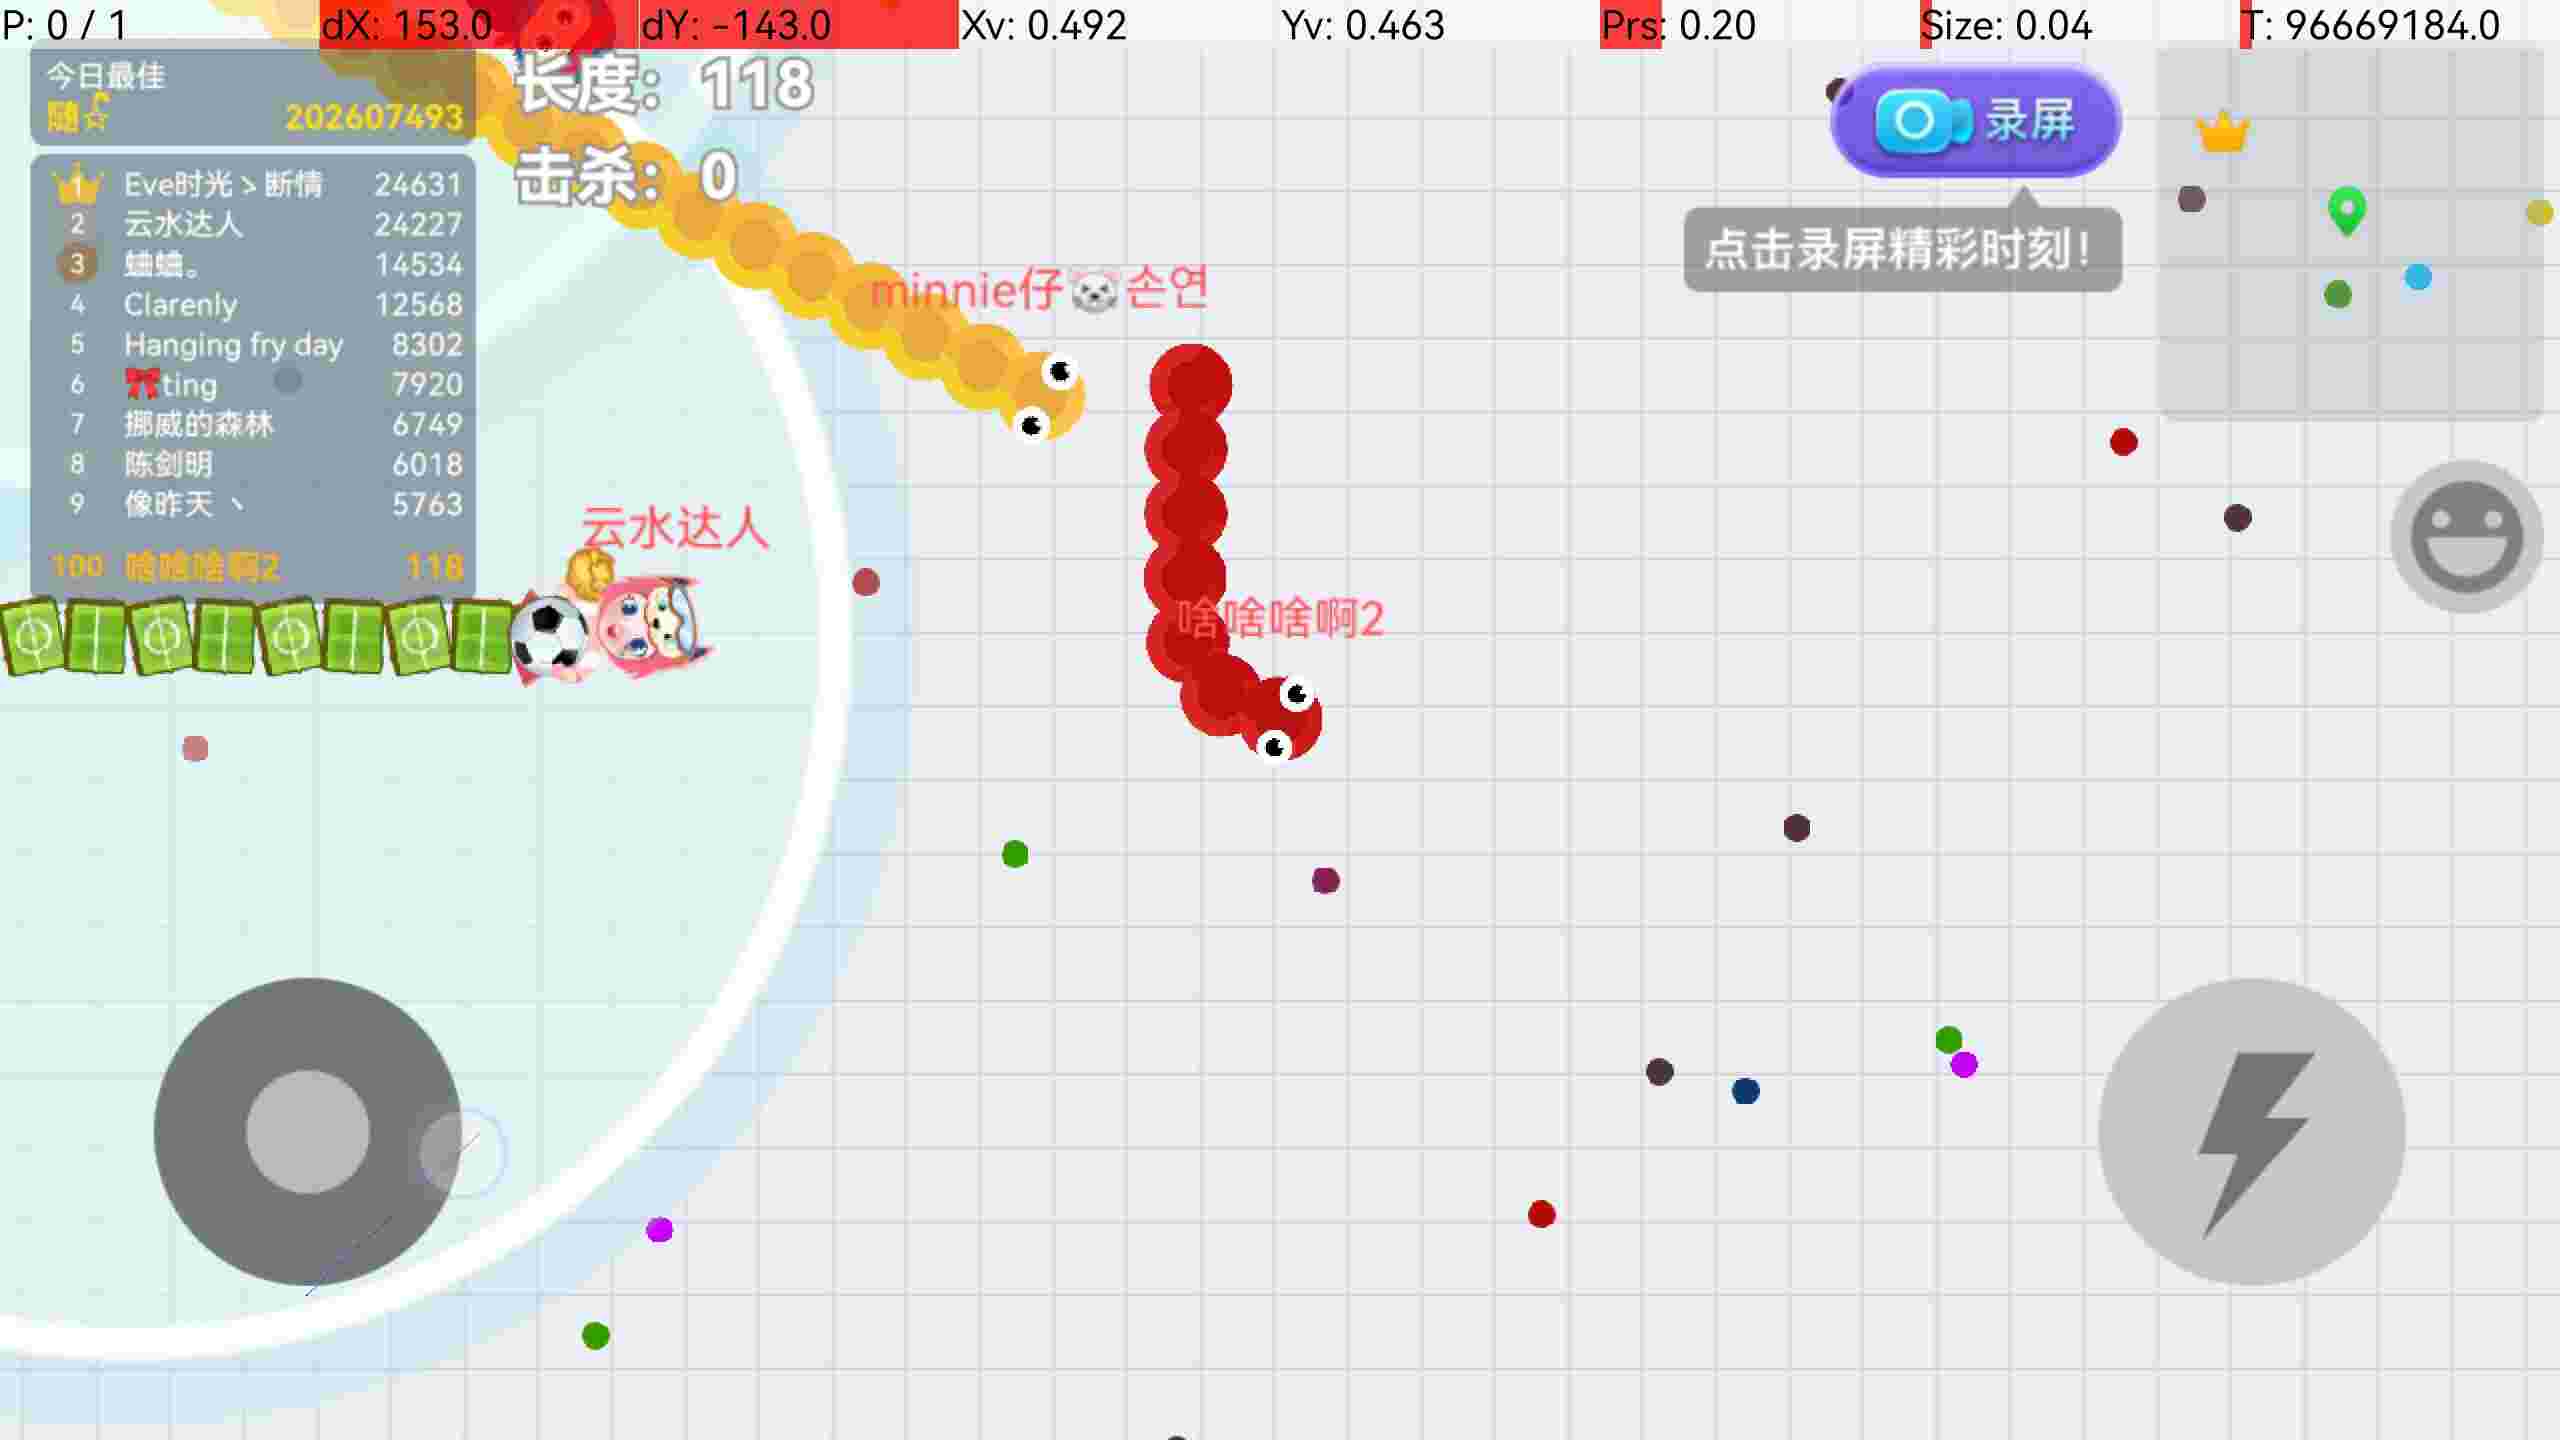 P: 0 / 1 dX: 153.0 dY: -143.0 Xv: 0.492 Yv: 0.463 Prs: 0.20 Size: 0.04 T: 96669184.0
今日最佳
随 202607493
长度: 118
击杀: 0
录屏
点击录屏精彩时刻!
1 Eve时光 > 断情 24631
2 云水达人 24227
3 蛐蛐。 14534
4 Clarenly 12568
5 Hanging fry day 8302
6 🎀ting 7920
7 挪威的森林 6749
8 陈剑明 6018
9 像昨天丶 5763
100 啥啥啥啊2 118
minnie仔🐭손연
云水达人
啥啥啥啊2